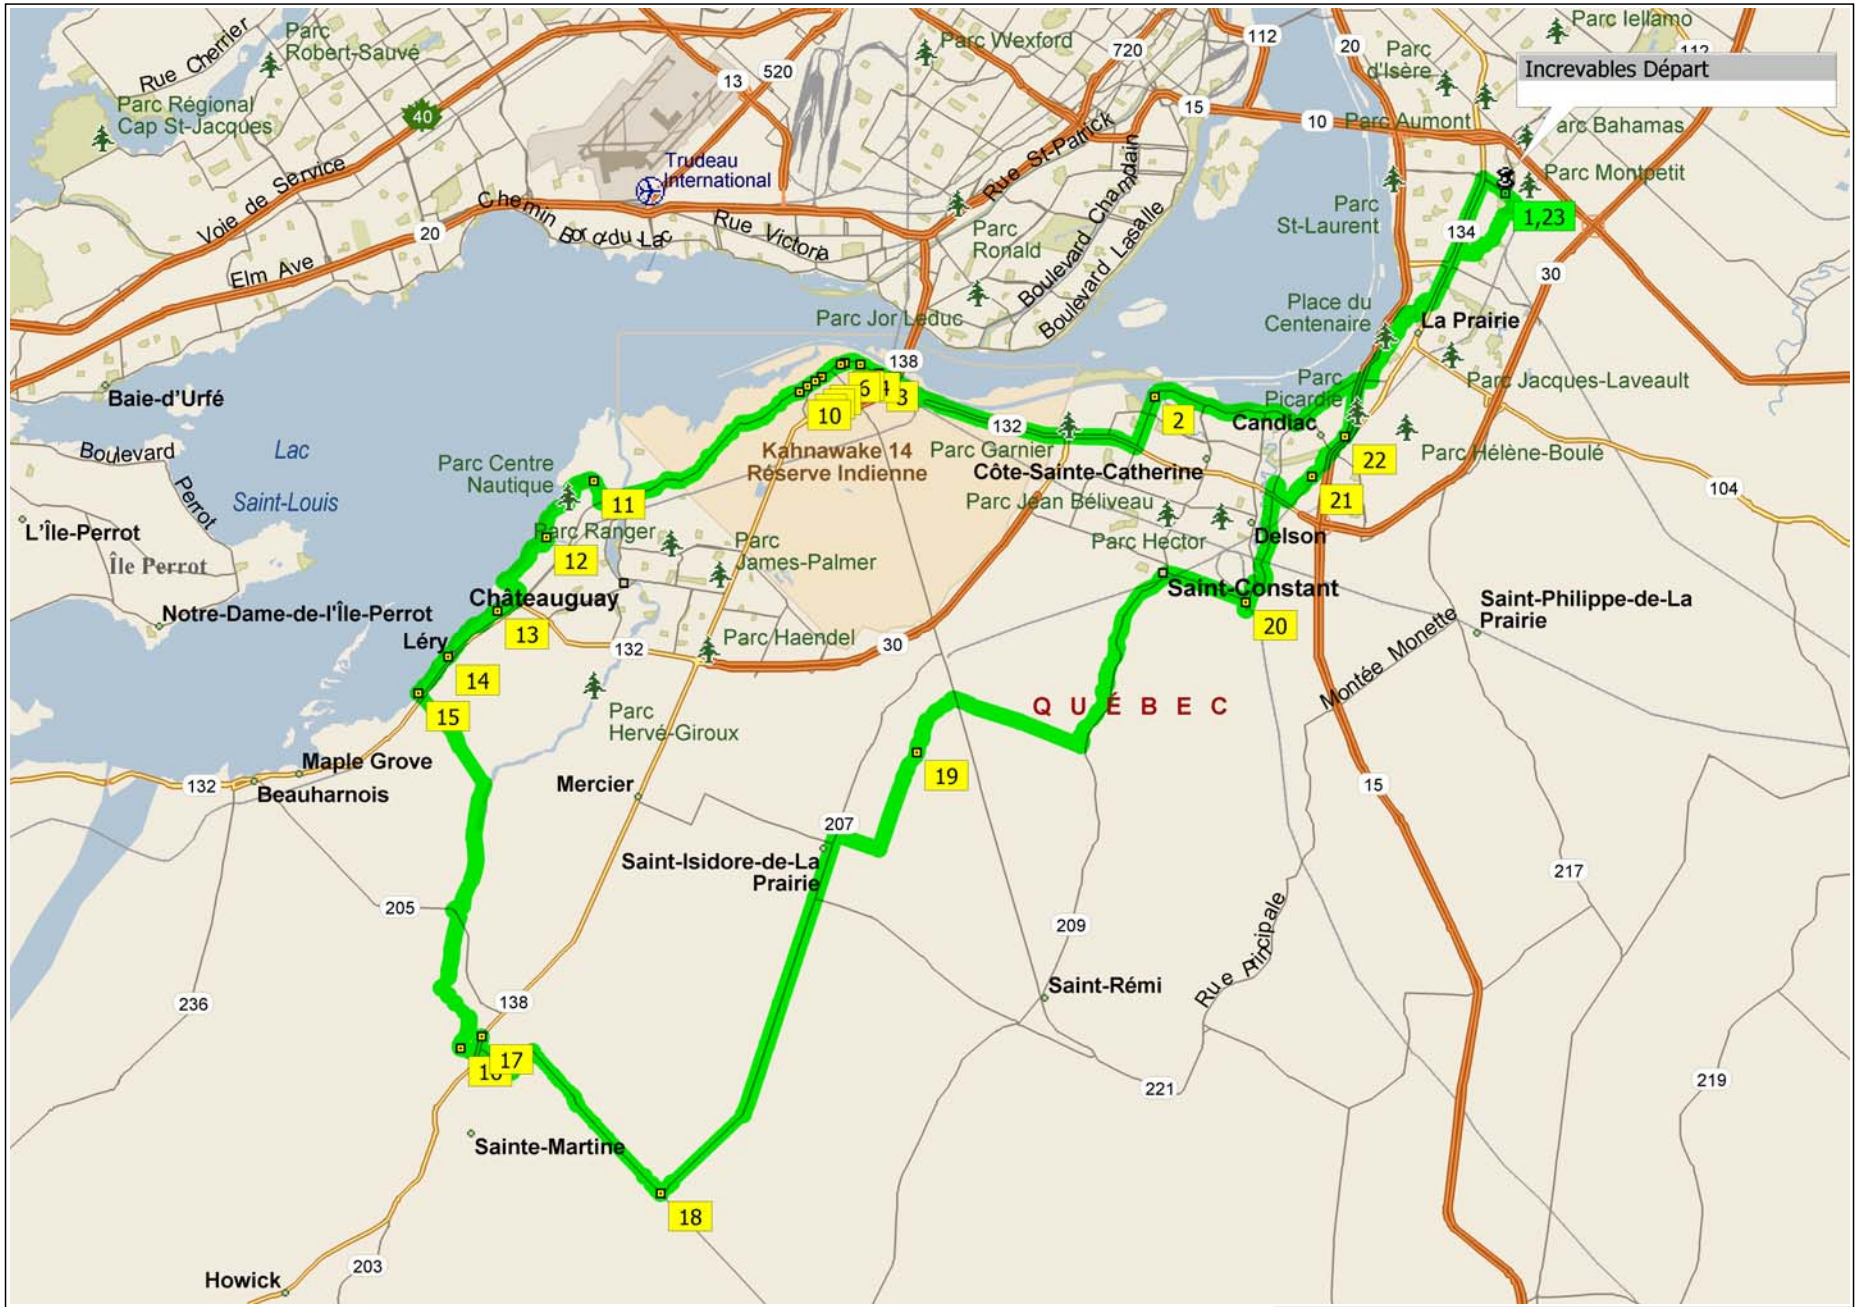 Rue Cherrier
Parc
Robert-Sauvé
Parc Régional
Cap St-Jacques
40
Voie de Service
Elm Ave
20
Chemin Bord-du-Lac
Trudeau
International
13
520
Rue Victoria
Parc Wexford
720
112
20
Parc
d'Isère
Parc Iellamo
112
Increvables Départ
15
10
Parc Aumont
Parc Bahamas
Parc Montpetit
Rue St-Patrick
Parc
Ronald
Boulevard Champlain
Boulevard Lasalle
Parc
St-Laurent
134
1,23
30
Parc Jor Leduc
Place du
Centenaire
La Prairie
138
Parc Jacques-Laveault
Parc
Picardie
Baie-d'Urfé
Boulevard
Perrot
Lac
Saint-Louis
L'Île-Perrot
Île Perrot
Notre-Dame-de-l'Île-Perrot
6
4
3
10
132
2
Candiac
22
Parc Hélène-Boulé
Kahnawake 14
Réserve Indienne
Parc Garnier
Côte-Sainte-Catherine
Parc Centre
Nautique
11
21
104
Parc Jean Béliveau
Parc Ranger
12
Parc
James-Palmer
Parc Hector
Delson
Châteauguay
Saint-Constant
Saint-Philippe-de-La
Prairie
13
20
Léry
132
Parc Haendel
30
14
Montée Monette
15
Parc
Hervé-Giroux
QUÉBEC
Maple Grove
132
Beauharnois
Mercier
19
15
207
Saint-Isidore-de-La
Prairie
217
205
209
Rue Principale
Saint-Rémi
236
138
17
16
221
219
Sainte-Martine
18
203
Howick